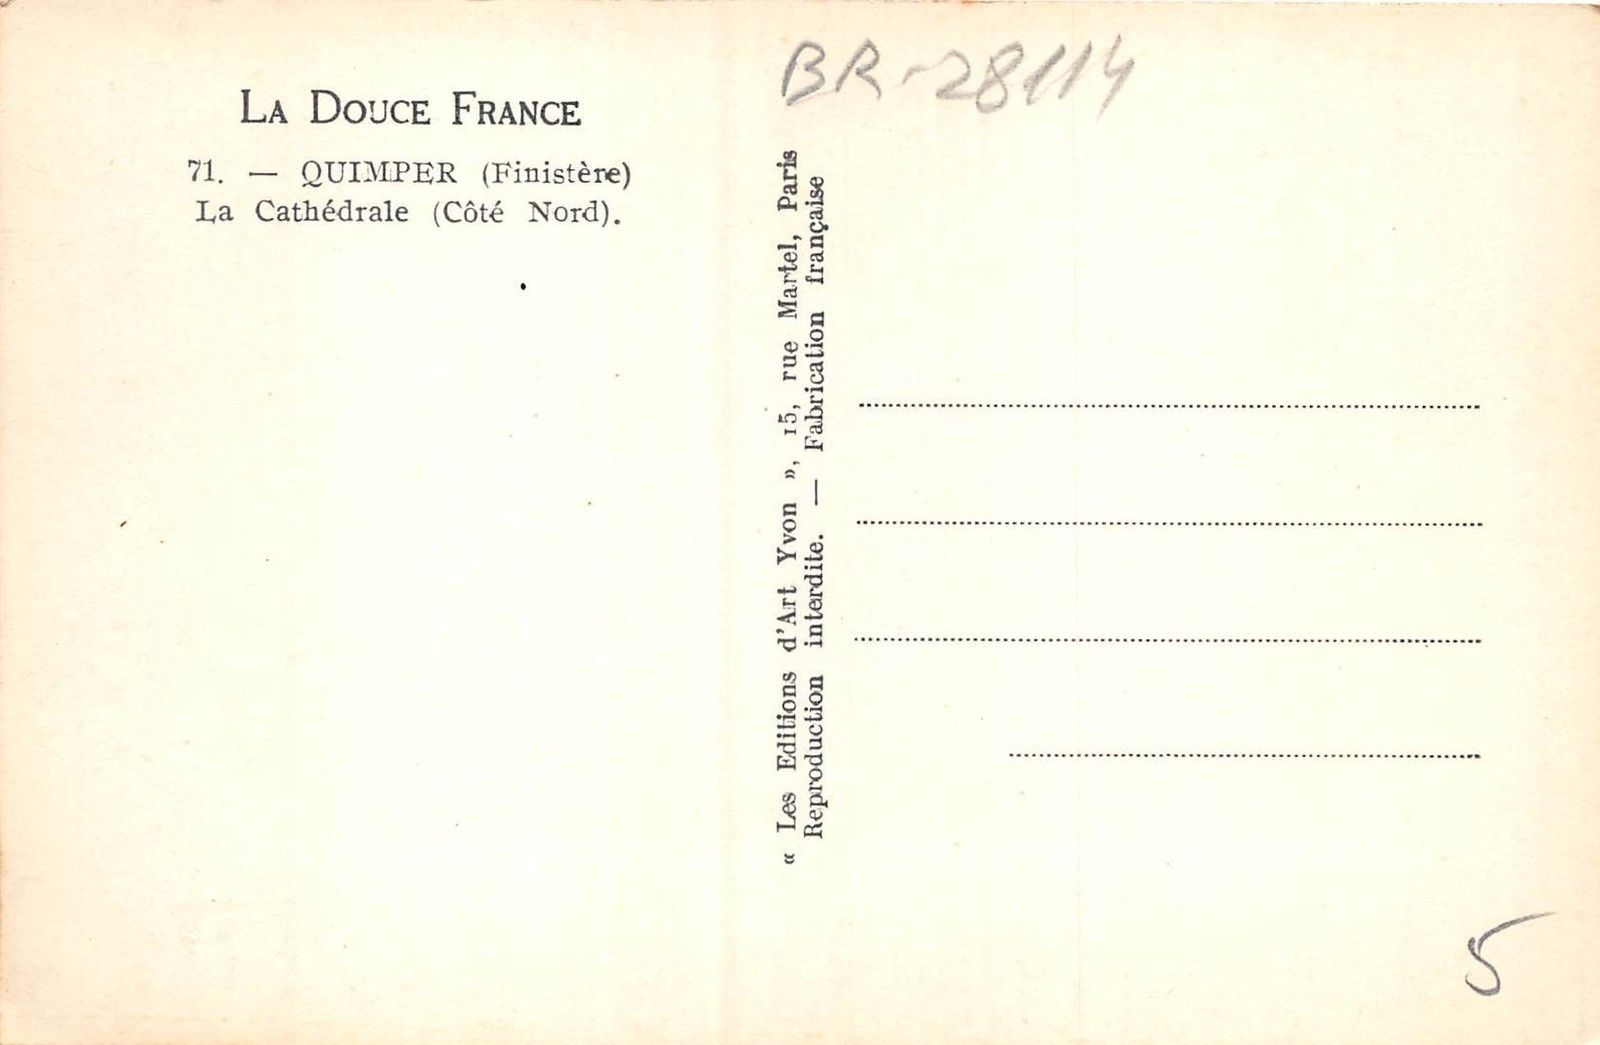 LA DOUCE FRANCE
71. — QUIMPER (Finistère)
La Cathédrale (Côté Nord).
« Les Editions d'Art Yvon », 15, rue Martel, Paris
Reproduction interdite. — Fabrication française
BR-28114
5